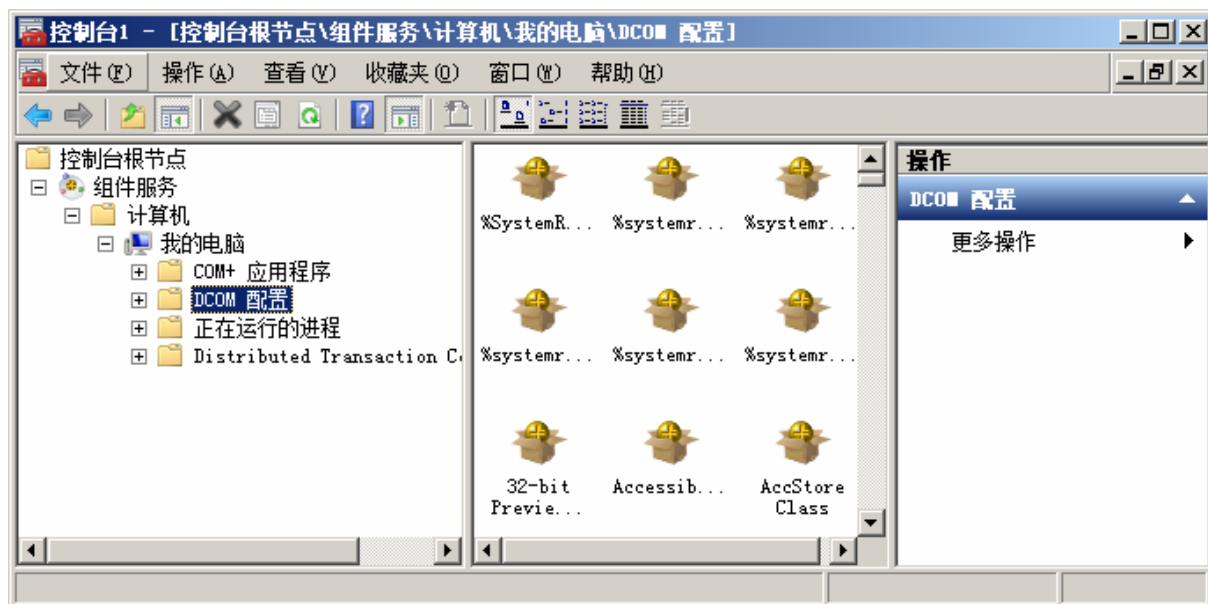 控制台1 - [控制台根节点\组件服务\计算机\我的电脑\DCOM 配置]
文件(F) 操作(A) 查看(V) 收藏夹(O) 窗口(W) 帮助(H)
控制台根节点
组件服务
计算机
我的电脑
COM+ 应用程序
DCOM 配置
正在运行的进程
Distributed Transaction C
%SystemR... %systemr... %systemr...
%systemr... %systemr... %systemr...
32-bit Previe... Accessib... AccStore Class
操作
DCOM 配置
更多操作